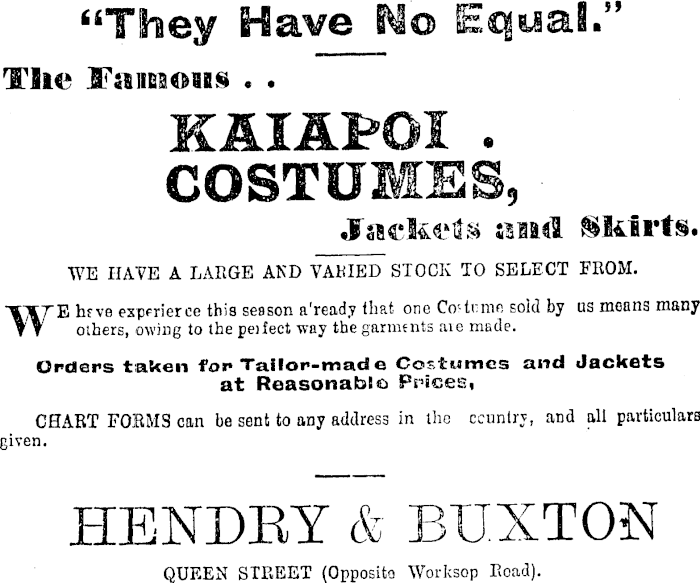 “They Have No Equal.”
The Famous . .
KAIAPOI .
COSTUMES,
Jackets and Skirts.
WE HAVE A LARGE AND VARIED STOCK TO SELECT FROM.
WE have experience this season a'ready that one Costume sold by us means many
others, owing to the perfect way the garments are made.
Orders taken for Tailor-made Costumes and Jackets
at Reasonable Prices,
CHART FORMS can be sent to any address in the country, and all particulars
given.
HENDRY & BUXTON
QUEEN STREET (Opposite Worksop Road).